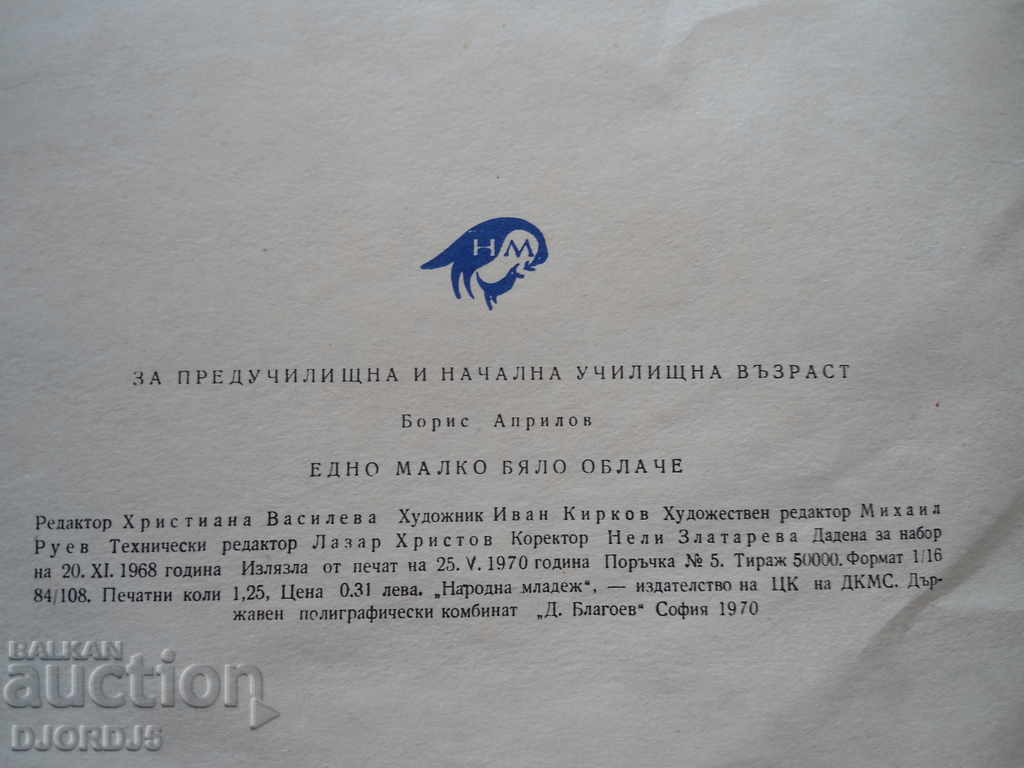 НМ
ЗА ПРЕДУЧИЛИЩНА И НАЧАЛНА УЧИЛИЩНА ВЪЗРАСТ
Борис Априлов
ЕДНО МАЛКО БЯЛО ОБЛАЧЕ
Редактор Христиана Василева Художник Иван Кирков Художествен редактор Михаил
Руев Технически редактор Лазар Христов Коректор Нели Златарева Дадена за набор
на 20. XI. 1968 година Излязла от печат на 25. V. 1970 година Поръчка № 5. Тираж 50000. Формат 1/16
84/108. Печатни коли 1,25, Цена 0.31 лева. „Народна младеж“, — издателство на ЦК на ДКМС. Дър-
жавен полиграфически комбинат „Д. Благоев“ София 1970
BALKAN
auction
DJORDJ5